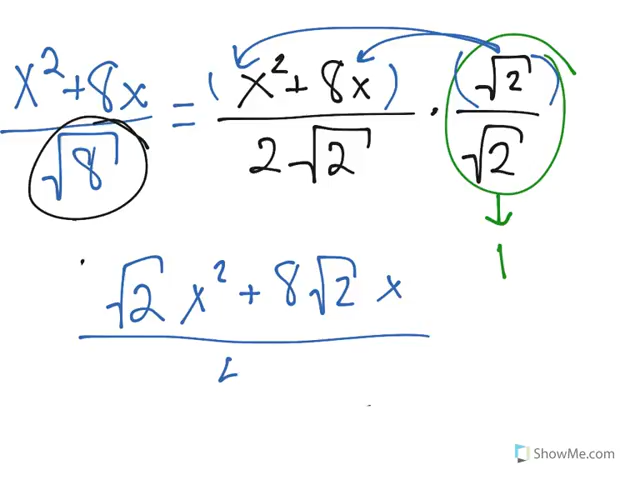 (x²+8x)/√8 = (x²+8x)/(2√2) · (√2)/√2
1
√2 x² + 8√2 x
ShowMe.com